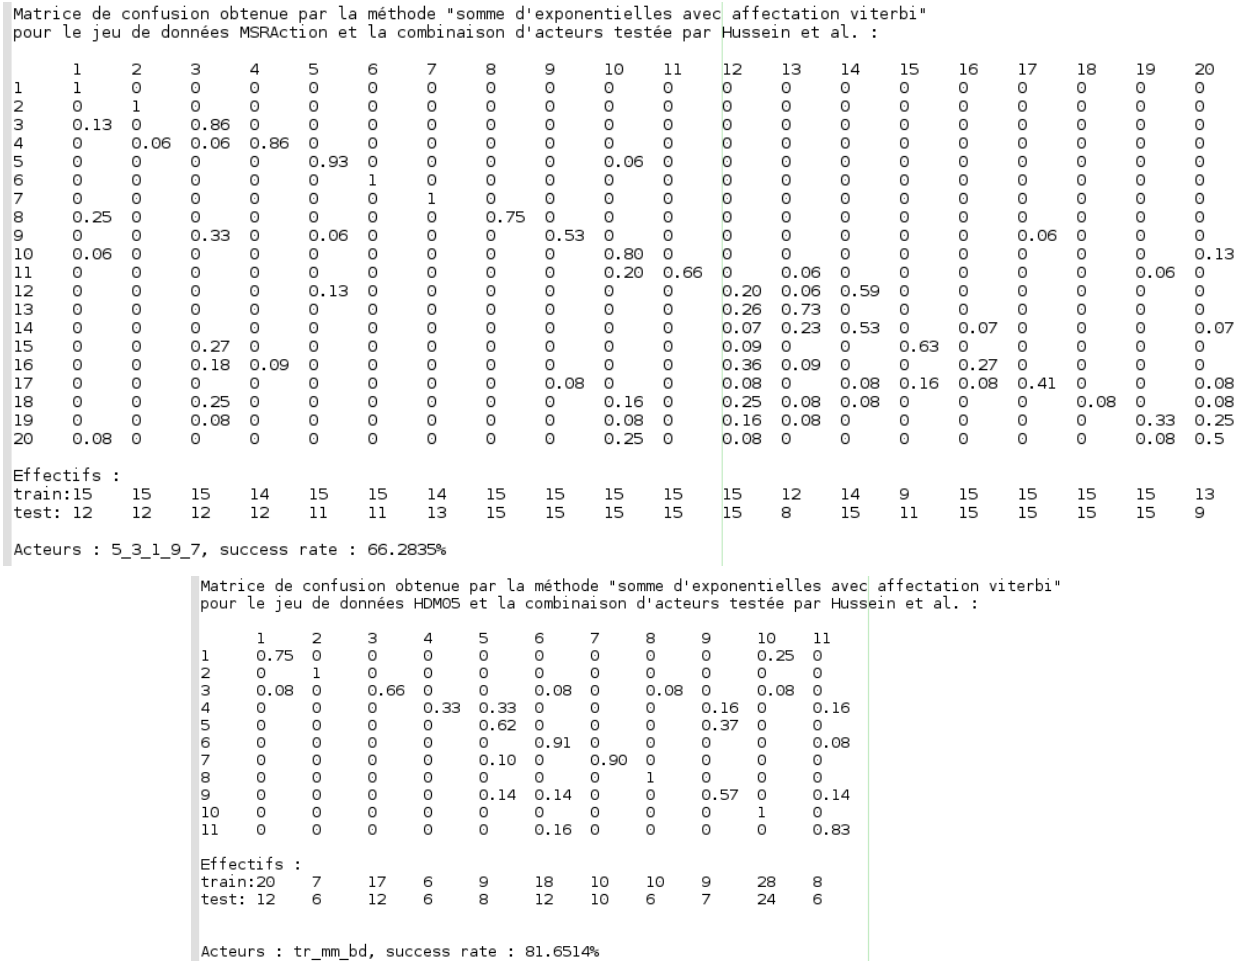 Matrice de confusion obtenue par la méthode "somme d'exponentielles avec affectation viterbi"
pour le jeu de données MSRAction et la combinaison d'acteurs testée par Hussein et al. :
1 2 3 4 5 6 7 8 9 10 11 12 13 14 15 16 17 18 19 20
1 1 0 0 0 0 0 0 0 0 0 0 0 0 0 0 0 0 0 0 0
2 0 1 0 0 0 0 0 0 0 0 0 0 0 0 0 0 0 0 0 0
3 0.13 0 0.86 0 0 0 0 0 0 0 0 0 0 0 0 0 0 0 0 0
4 0 0.06 0.06 0.86 0 0 0 0 0 0 0 0 0 0 0 0 0 0 0 0
5 0 0 0 0 0.93 0 0 0 0 0.06 0 0 0 0 0 0 0 0 0 0
6 0 0 0 0 0 1 0 0 0 0 0 0 0 0 0 0 0 0 0 0
7 0 0 0 0 0 0 1 0 0 0 0 0 0 0 0 0 0 0 0 0
8 0.25 0 0 0 0 0 0 0.75 0 0 0 0 0 0 0 0 0 0 0 0
9 0 0 0.33 0 0.06 0 0 0 0.53 0 0 0 0 0 0 0 0.06 0 0 0
10 0.06 0 0 0 0 0 0 0 0 0.80 0 0 0 0 0 0 0 0 0 0.13
11 0 0 0 0 0 0 0 0 0 0.20 0.66 0 0.06 0 0 0 0 0 0.06 0
12 0 0 0 0 0.13 0 0 0 0 0 0 0.20 0.06 0.59 0 0 0 0 0 0
13 0 0 0 0 0 0 0 0 0 0 0 0.26 0.73 0 0 0 0 0 0 0
14 0 0 0 0 0 0 0 0 0 0 0 0.07 0.23 0.53 0 0.07 0 0 0 0.07
15 0 0 0.27 0 0 0 0 0 0 0 0 0.09 0 0 0.63 0 0 0 0 0
16 0 0 0.18 0.09 0 0 0 0 0 0 0 0.36 0.09 0 0 0.27 0 0 0 0
17 0 0 0 0 0 0 0 0 0.08 0 0 0.08 0 0.08 0.16 0.08 0.41 0 0 0.08
18 0 0 0.25 0 0 0 0 0 0 0.16 0 0.25 0.08 0.08 0 0 0 0.08 0 0.08
19 0 0 0.08 0 0 0 0 0 0 0.08 0 0.16 0.08 0 0 0 0 0 0.33 0.25
20 0.08 0 0 0 0 0 0 0 0 0.25 0 0.08 0 0 0 0 0 0 0.08 0.5
Effectifs :
train:15 15 15 14 15 15 14 15 15 15 15 15 12 14 9 15 15 15 15 13
test: 12 12 12 12 11 11 13 15 15 15 15 15 8 15 11 15 15 15 15 9
Acteurs : 5_3_1_9_7, success rate : 66.2835%
Matrice de confusion obtenue par la méthode "somme d'exponentielles avec affectation viterbi"
pour le jeu de données HDM05 et la combinaison d'acteurs testée par Hussein et al. :
1 2 3 4 5 6 7 8 9 10 11
1 0.75 0 0 0 0 0 0 0 0 0.25 0
2 0 1 0 0 0 0 0 0 0 0 0
3 0.08 0 0.66 0 0 0.08 0 0.08 0 0.08 0
4 0 0 0 0.33 0.33 0 0 0 0.16 0 0.16
5 0 0 0 0 0.62 0 0 0 0.37 0 0
6 0 0 0 0 0 0.91 0 0 0 0 0.08
7 0 0 0 0 0.10 0 0.90 0 0 0 0
8 0 0 0 0 0 0 0 1 0 0 0
9 0 0 0 0 0.14 0.14 0 0 0.57 0 0.14
10 0 0 0 0 0 0 0 0 0 1 0
11 0 0 0 0 0 0.16 0 0 0 0 0.83
Effectifs :
train:20 7 17 6 9 18 10 10 9 28 8
test: 12 6 12 6 8 12 10 6 7 24 6
Acteurs : tr_mm_bd, success rate : 81.6514%